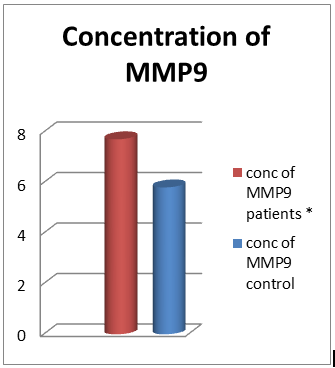 Concentration of
MMP9
8
6
4
2
0
conc of
MMP9
patients *
conc of
MMP9
control